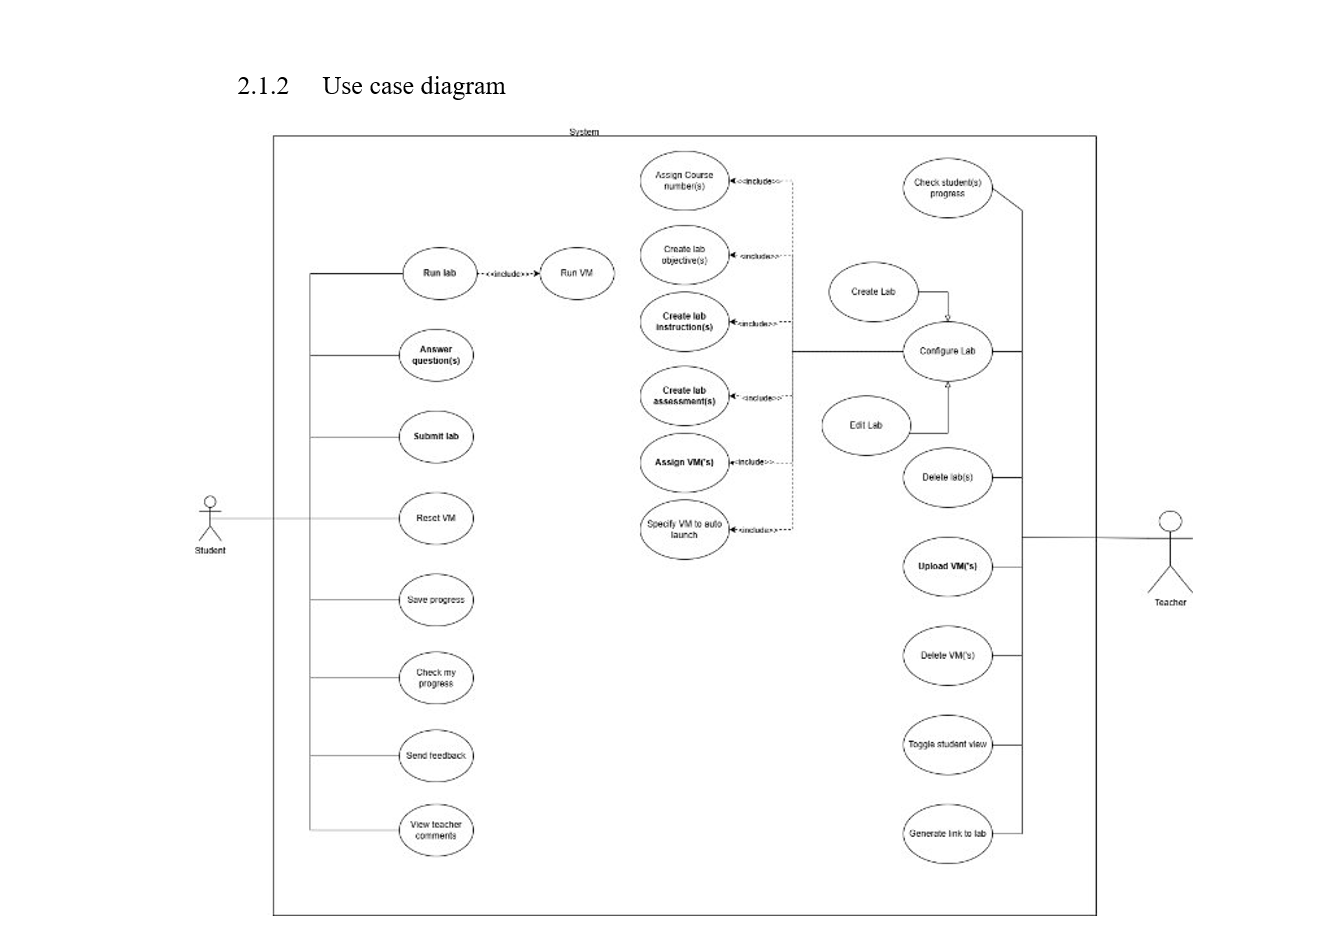 2.1.2 Use case diagram
System
Assign Course
number(s)
<<include>>
Check student(s)
progress
Create lab
objective(s)
<<include>>
Run lab
<<include>>
Run VM
Create Lab
Create lab
instruction(s)
<<include>>
Answer
question(s)
Configure Lab
Create lab
assessment(s)
<<include>>
Submit lab
Edit Lab
Assign VM('s)
<<include>>
Delete lab(s)
Reset VM
Specify VM to auto
launch
<<include>>
Student
Upload VM('s)
Teacher
Save progress
Check my
progress
Delete VM('s)
Send feedback
Toggle student view
View teacher
comments
Generate link to lab